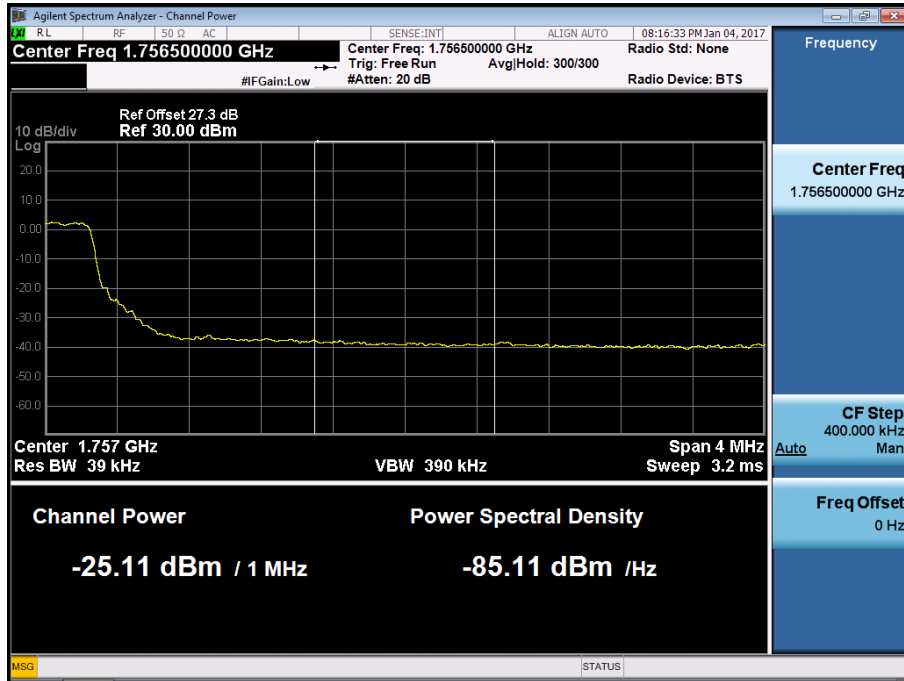 Agilent Spectrum Analyzer - Channel Power
LXI RL RF 50 Ω AC SENSE:INT ALIGN AUTO 08:16:33 PM Jan 04, 2017
Center Freq 1.756500000 GHz
Center Freq: 1.756500000 GHz Radio Std: None
Trig: Free Run Avg|Hold: 300/300
#IFGain:Low #Atten: 20 dB Radio Device: BTS
Ref Offset 27.3 dB
10 dB/div Ref 30.00 dBm
Log
20.0
10.0
0.00
-10.0
-20.0
-30.0
-40.0
-50.0
-60.0
Center 1.757 GHz Span 4 MHz
Res BW 39 kHz VBW 390 kHz Sweep 3.2 ms
Channel Power Power Spectral Density
-25.11 dBm / 1 MHz -85.11 dBm /Hz
MSG STATUS
Frequency
Center Freq
1.756500000 GHz
CF Step
400.000 kHz
Auto Man
Freq Offset
0 Hz